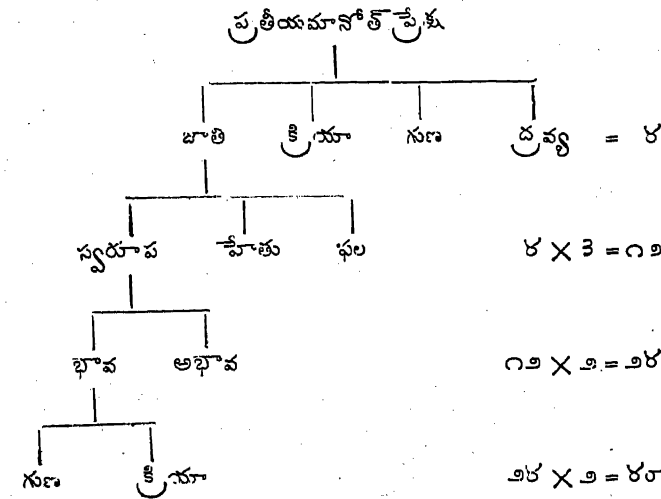 ప్రతీయమానోత్ప్రేక్ష
జాతి క్రియా గుణ ద్రవ్య = ౪
స్వరూప హేతు ఫల ౪ × ౩ = ౧౨
భావ అభావ ౧౨ × ౨ = ౨౪
గుణ క్రియా ౨౪ × ౨ = ౪౮